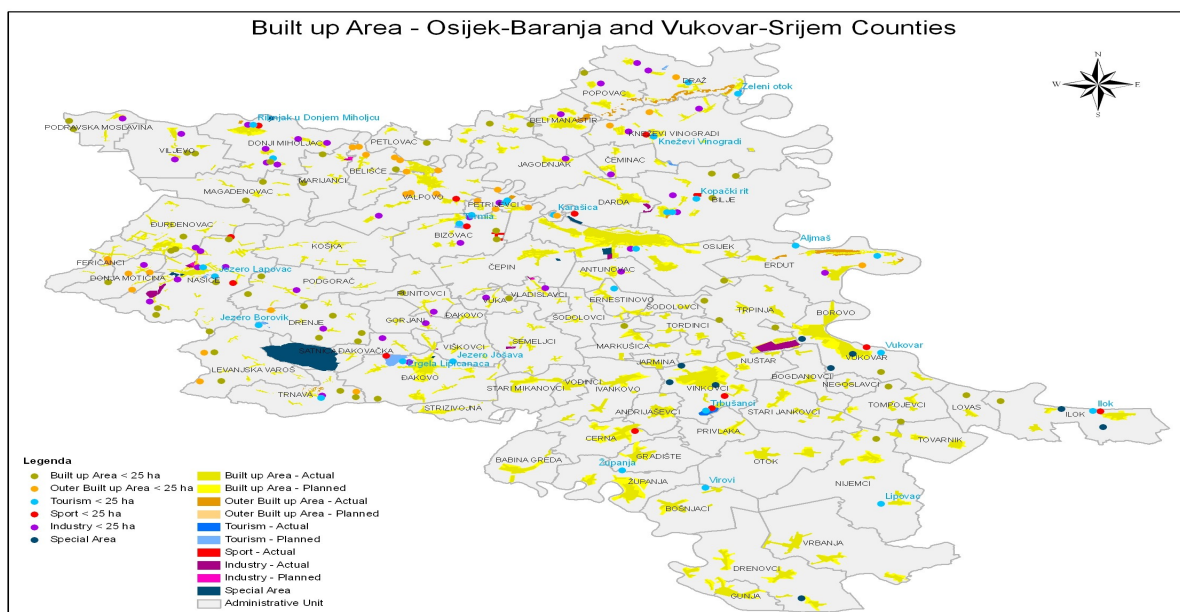 Built up Area - Osijek-Baranja and Vukovar-Srijem Counties
N
W
E
S
DRAŽ
Zeleni otok
POPOVAC
BELI MANASTIR
KNEŽEVI VINOGRADI
Kneževi Vinogradi
PODRAVSKA MOSLAVINA
Ribnjak u Donjem Miholjcu
DONJI MIHOLJAC
VILJEVO
PETLOVAC
JAGODNJAK
ČEMINAC
BELIŠĆE
MARIJANCI
MAGADENOVAC
VALPOVO
PETRIJEVCI
Karašica
DARDA
Kopački rit
BILJE
ĐURĐENOVAC
BIZOVAC
KOŠKA
OSIJEK
Aljmaš
ERDUT
FERIČANCI
DONJA MOTIČINA
NAŠICE
Jezero Lapovac
PODGORAČ
ČEPIN
ANTUNOVAC
PUNITOVCI
VUKA
VLADISLAVCI
ERNESTINOVO
ŠODOLOVCI
TRPINJA
BOROVO
Jezero Borovik
DRENJE
GORJANI
ĐAKOVO
ŠODOLOVCI
TORDINCI
SEMELJCI
MARKUŠICA
VIŠKOVCI
Jezero Jošava
Ergela Lipicanaca
LEVANJSKA VAROŠ
JARMINA
NUŠTAR
VUKOVAR
Vukovar
BOGDANOVCI
NEGOSLAVCI
TRNAVA
ĐAKOVO
STRIZIVOJNA
STARI MIKANOVCI
VOĐINCI
IVANKOVO
VINKOVCI
Trbušanci
ANDRIJAŠEVCI
STARI JANKOVCI
TOMPOJEVCI
LOVAS
ILOK
Ilok
PRIVLAKA
CERNA
TOVARNIK
BABINA GREDA
GRADIŠTE
OTOK
Županja
ŽUPANJA
Virovi
NIJEMCI
Lipovac
BOŠNJACI
VRBANJA
DRENOVCI
GUNJA
Legenda
Built up Area < 25 ha
Outer Built up Area < 25 ha
Tourism < 25 ha
Sport < 25 ha
Industry < 25 ha
Special Area
Built up Area - Actual
Built up Area - Planned
Outer Built up Area - Actual
Outer Built up Area - Planned
Tourism - Actual
Tourism - Planned
Sport - Actual
Industry - Actual
Industry - Planned
Special Area
Administrative Unit